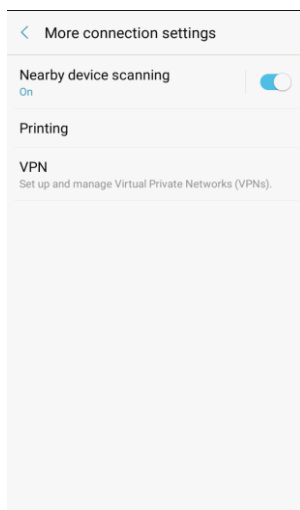 More connection settings
Nearby device scanning
On
Printing
VPN
Set up and manage Virtual Private Networks (VPNs).